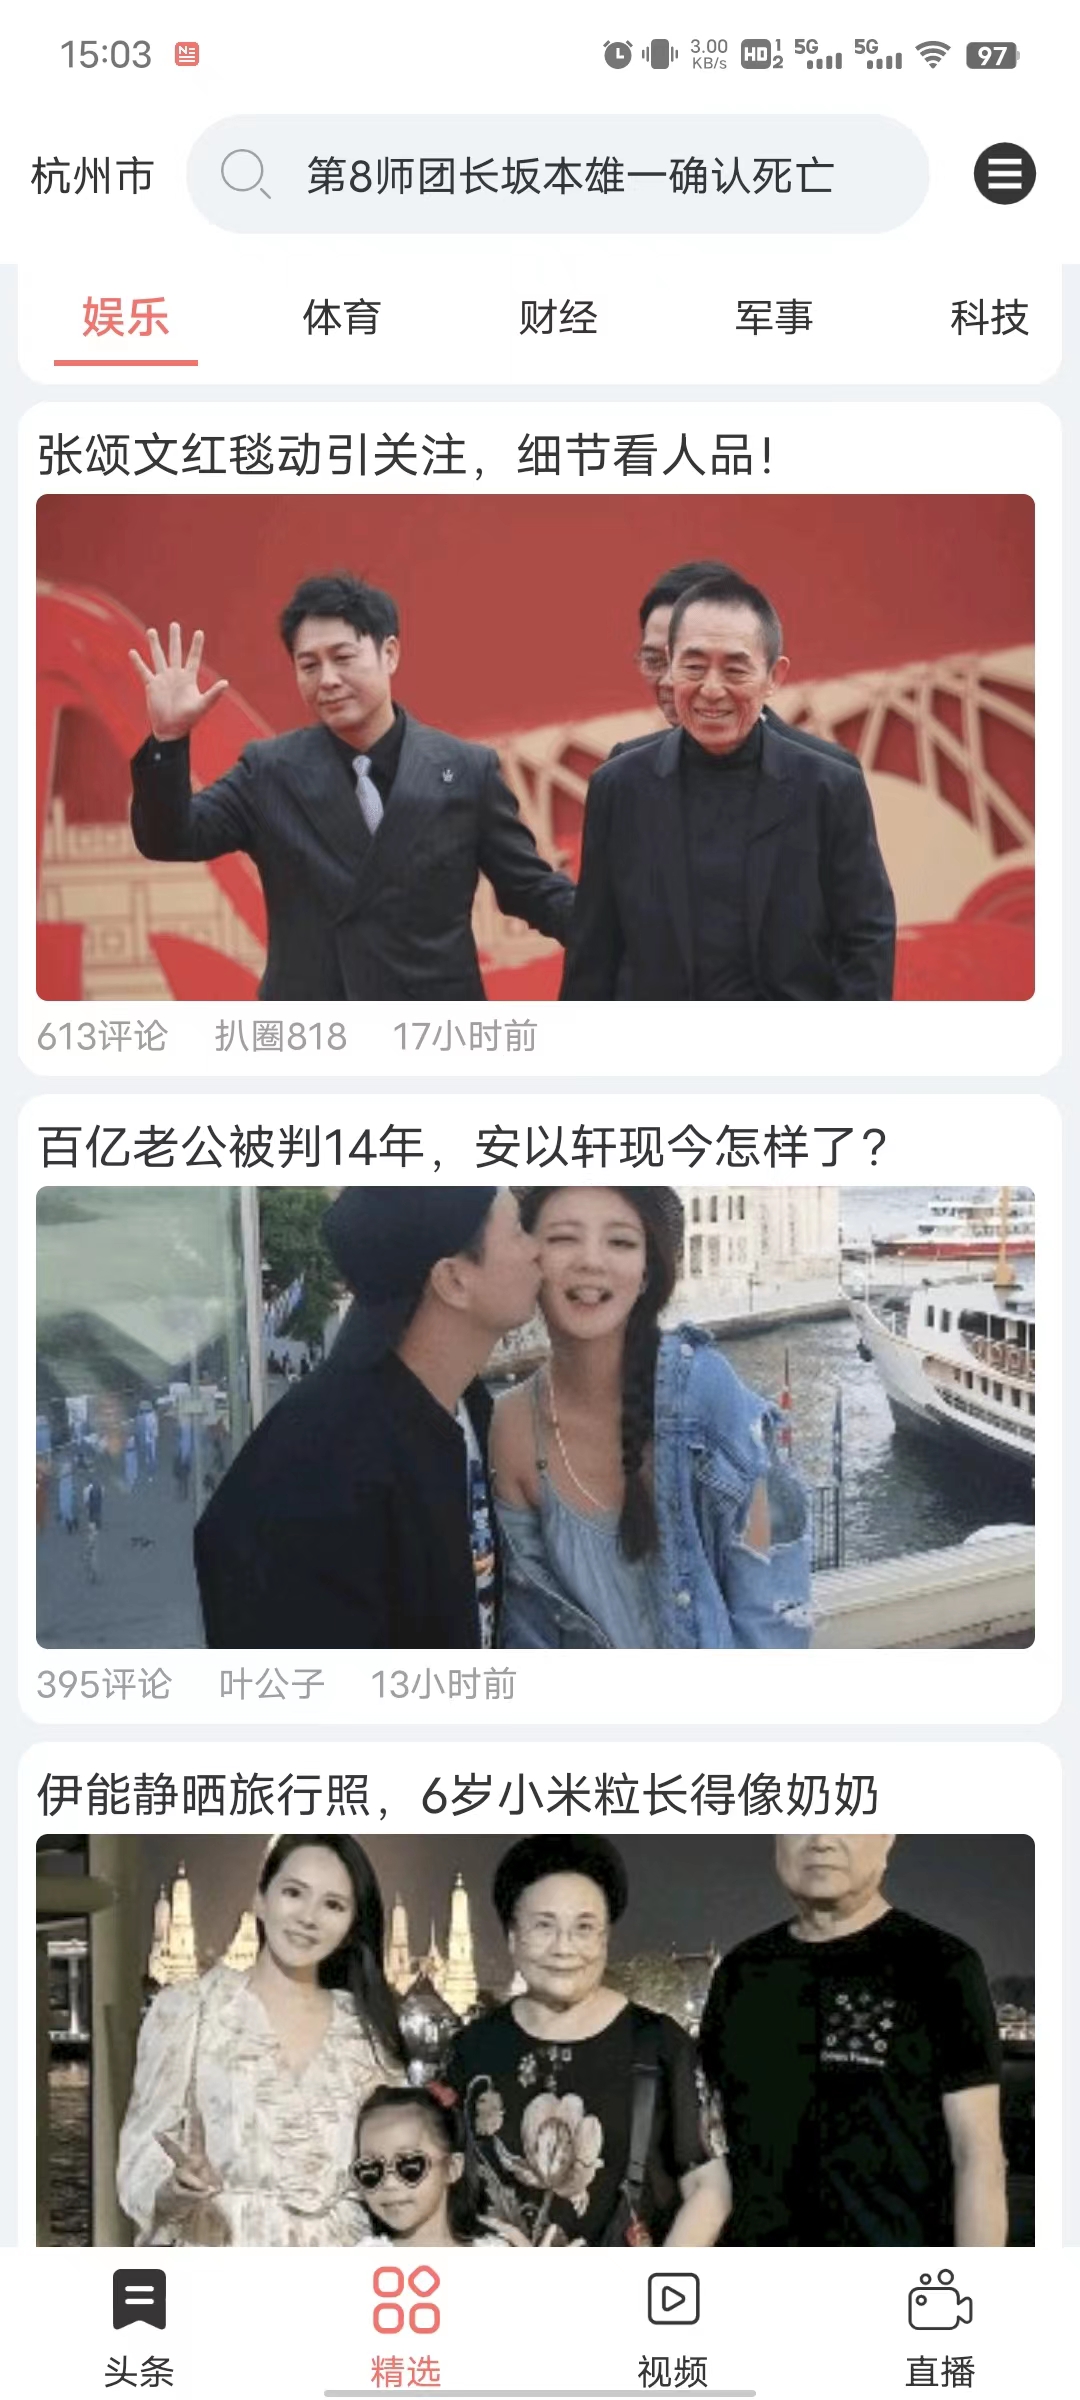 15:03
3.00 KB/s HD 1 2 5G 5G 97
杭州市
第8师团长坂本雄一确认死亡
娱乐 体育 财经 军事 科技
张颂文红毯动引关注，细节看人品！
613评论 扒圈818 17小时前
百亿老公被判14年，安以轩现今怎样了？
395评论 叶公子 13小时前
伊能静晒旅行照，6岁小米粒长得像奶奶
头条 精选 视频 直播